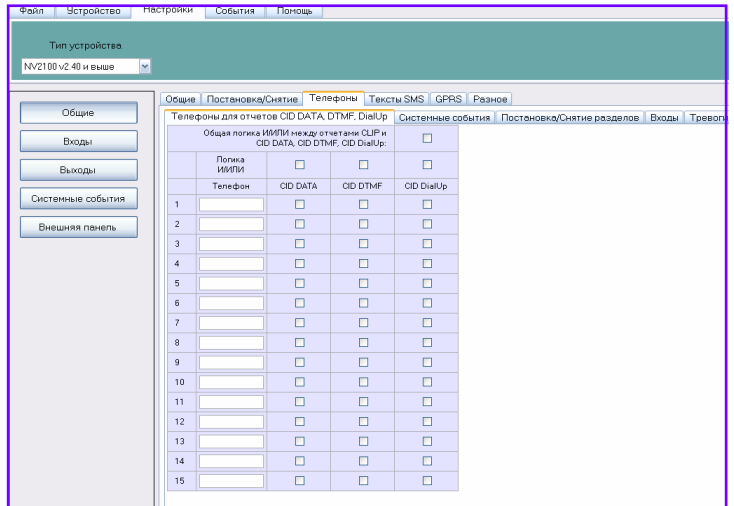 Файл Устройство Настройки События Помощь
Тип устройства
NV2100 v2.40 и выше
Общие Постановка/Снятие Телефоны Тексты SMS GPRS Разное
Общие
Входы
Выходы
Системные события
Внешняя панель
Телефоны для отчетов CID DATA, DTMF, DialUp Системные события Постановка/Снятие разделов Входы Тревоги
Общая логика И/ИЛИ между отчетами CLIP и
CID DATA, CID DTMF, CID DialUp:
Логика
И/ИЛИ
Телефон CID DATA CID DTMF CID DialUp
1
2
3
4
5
6
7
8
9
10
11
12
13
14
15